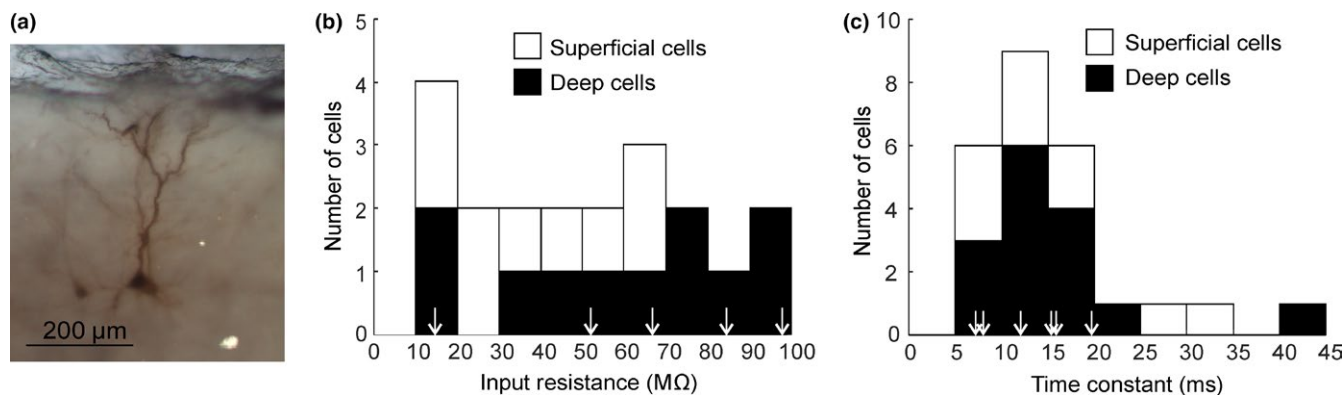 (a)
200 µm
(b)
Number of cells
5
4
3
2
1
0
Superficial cells
Deep cells
0 10 20 30 40 50 60 70 80 90 100
Input resistance (MΩ)
(c)
Number of cells
10
8
6
4
2
0
Superficial cells
Deep cells
0 5 10 15 20 25 30 35 40 45
Time constant (ms)